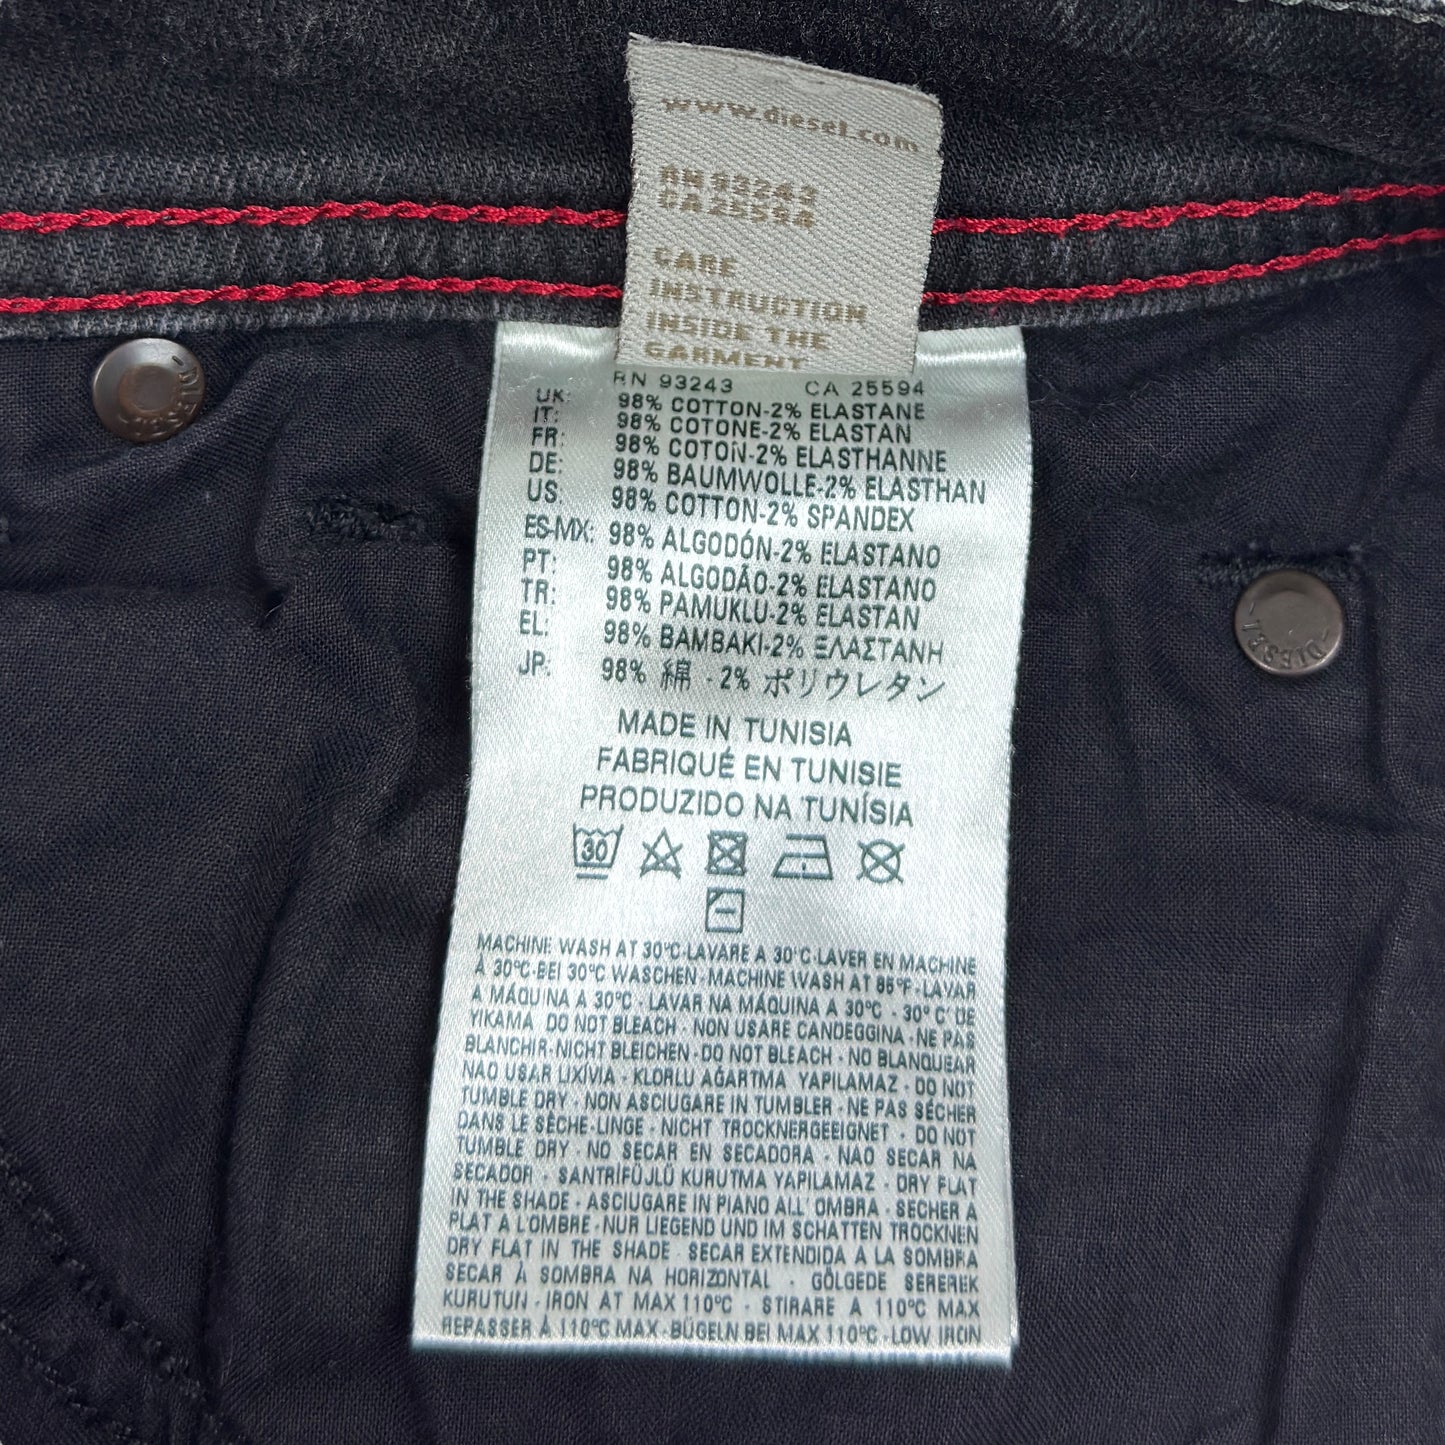 www.diesel.com
RN 93243
CA 25594
CARE
INSTRUCTION
INSIDE THE
GARMENT
RN 93243 CA 25594
UK: 98% COTTON-2% ELASTANE
IT: 98% COTONE-2% ELASTAN
FR: 98% COTON-2% ELASTHANNE
DE: 98% BAUMWOLLE-2% ELASTHAN
US: 98% COTTON-2% SPANDEX
ES-MX: 98% ALGODÓN-2% ELASTANO
PT: 98% ALGODÃO-2% ELASTANO
TR: 98% PAMUKLU-2% ELASTAN
EL: 98% BAMBAKI-2% ΕΛΑΣΤΑΝΗ
JP: 98% 綿 - 2% ポリウレタン
MADE IN TUNISIA
FABRIQUÉ EN TUNISIE
PRODUZIDO NA TUNÍSIA
30
MACHINE WASH AT 30°C-LAVARE A 30°C-LAVER EN MACHINE
À 30°C-BEI 30°C WASCHEN-MACHINE WASH AT 85°F-LAVAR
A MÁQUINA A 30°C - LAVAR NA MÁQUINA A 30°C - 30° C' DE
YIKAMA DO NOT BLEACH - NON USARE CANDEGGINA - NE PAS
BLANCHIR-NICHT BLEICHEN-DO NOT BLEACH - NO BLANQUEAR
NAO USAR LIXÍVIA - KLORLU AĞARTMA YAPILAMAZ - DO NOT
TUMBLE DRY - NON ASCIUGARE IN TUMBLER - NE PAS SÉCHER
DANS LE SÈCHE-LINGE - NICHT TROCKNERGEEIGNET - DO NOT
TUMBLE DRY - NO SECAR EN SECADORA - NAO SECAR NA
SECADOR - SANTRİFÜJLÜ KURUTMA YAPILAMAZ - DRY FLAT
IN THE SHADE - ASCIUGARE IN PIANO ALL'OMBRA - SÉCHER A
PLAT A L'OMBRE - NUR LIEGEND UND IM SCHATTEN TROCKNEN
DRY FLAT IN THE SHADE - SECAR EXTENDIDA A LA SOMBRA
SECAR À SOMBRA NA HORIZONTAL - GÖLGEDE SEREREK
KURUTUN - IRON AT MAX 110°C - STIRARE A 110°C MAX
REPASSER À 110°C MAX - BÜGELN BEI MAX 110°C - LOW IRON
DIESEL
DIESEL